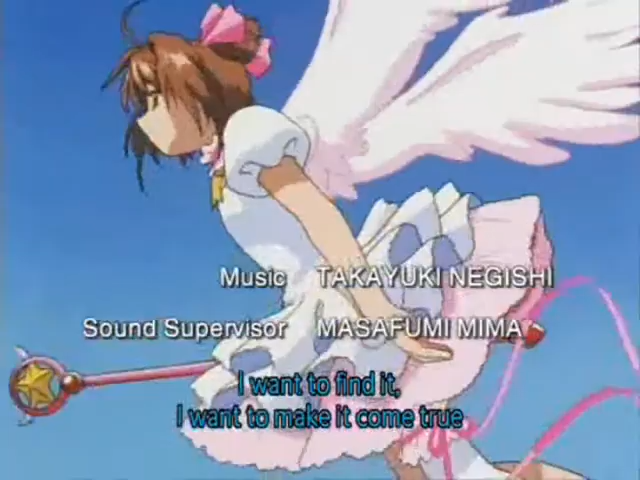 Music TAKAYUKI NEGISHI
Sound Supervisor MASAFUMI MIMA
I want to find it,
I want to make it come true